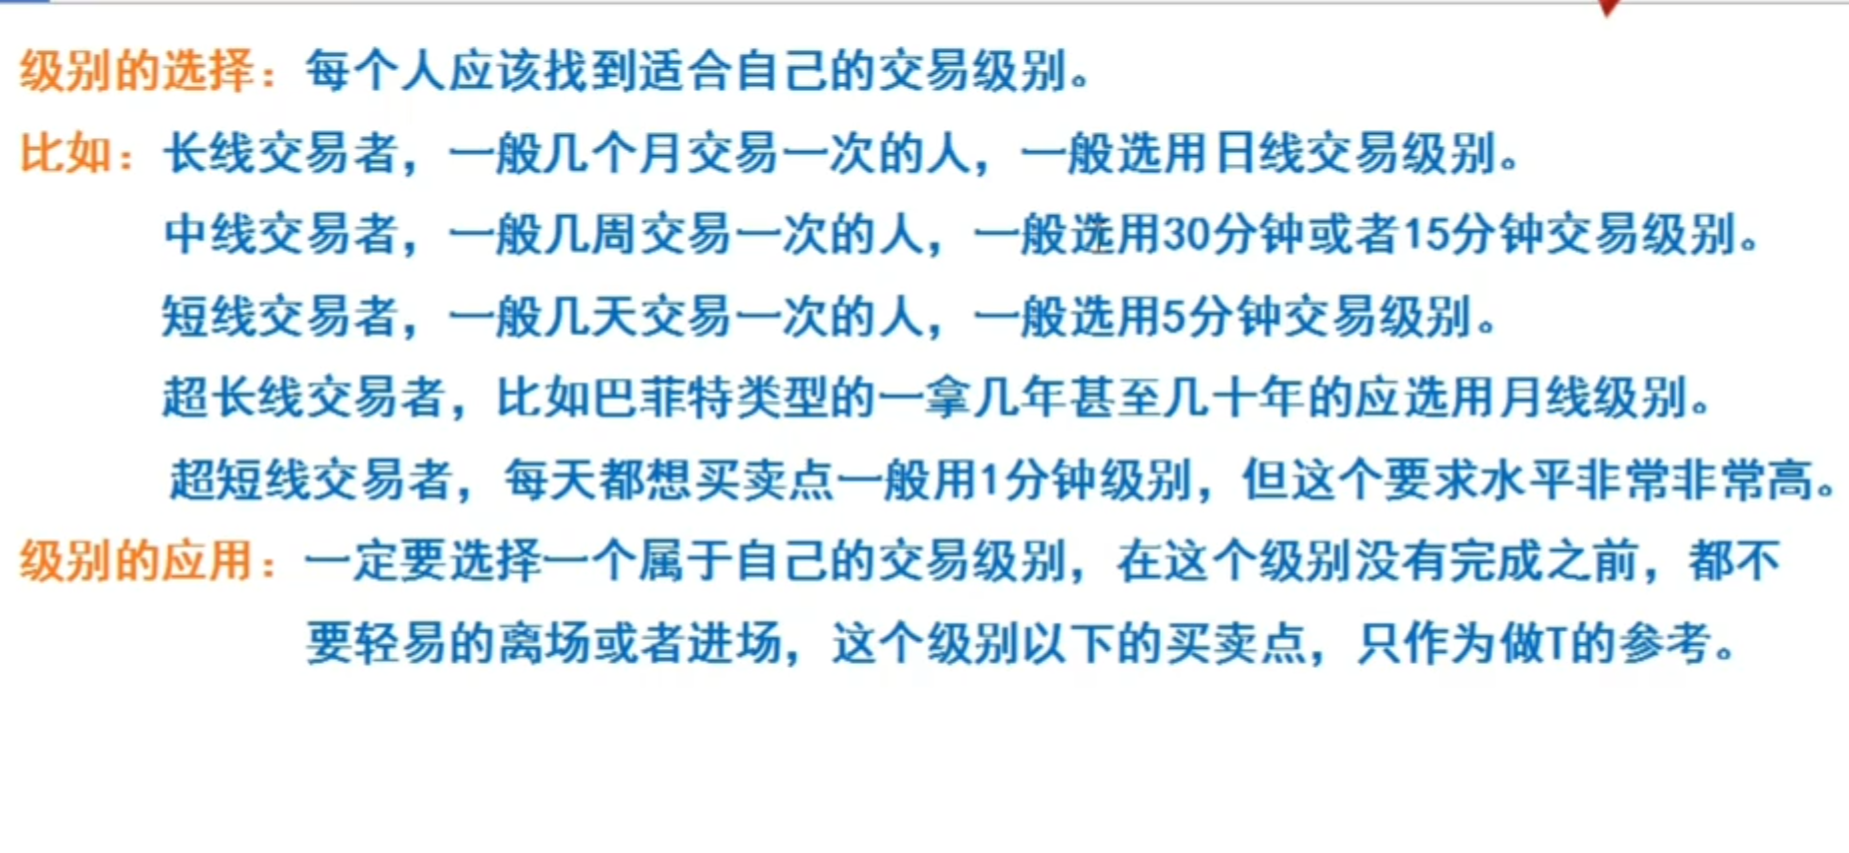 级别的选择：每个人应该找到适合自己的交易级别。
比如：长线交易者，一般几个月交易一次的人，一般选用日线交易级别。
中线交易者，一般几周交易一次的人，一般选用30分钟或者15分钟交易级别。
短线交易者，一般几天交易一次的人，一般选用5分钟交易级别。
超长线交易者，比如巴菲特类型的一拿几年甚至几十年的应选用月线级别。
超短线交易者，每天都想买卖点一般用1分钟级别，但这个要求水平非常非常高。
级别的应用：一定要选择一个属于自己的交易级别，在这个级别没有完成之前，都不
要轻易的离场或者进场，这个级别以下的买卖点，只作为做T的参考。